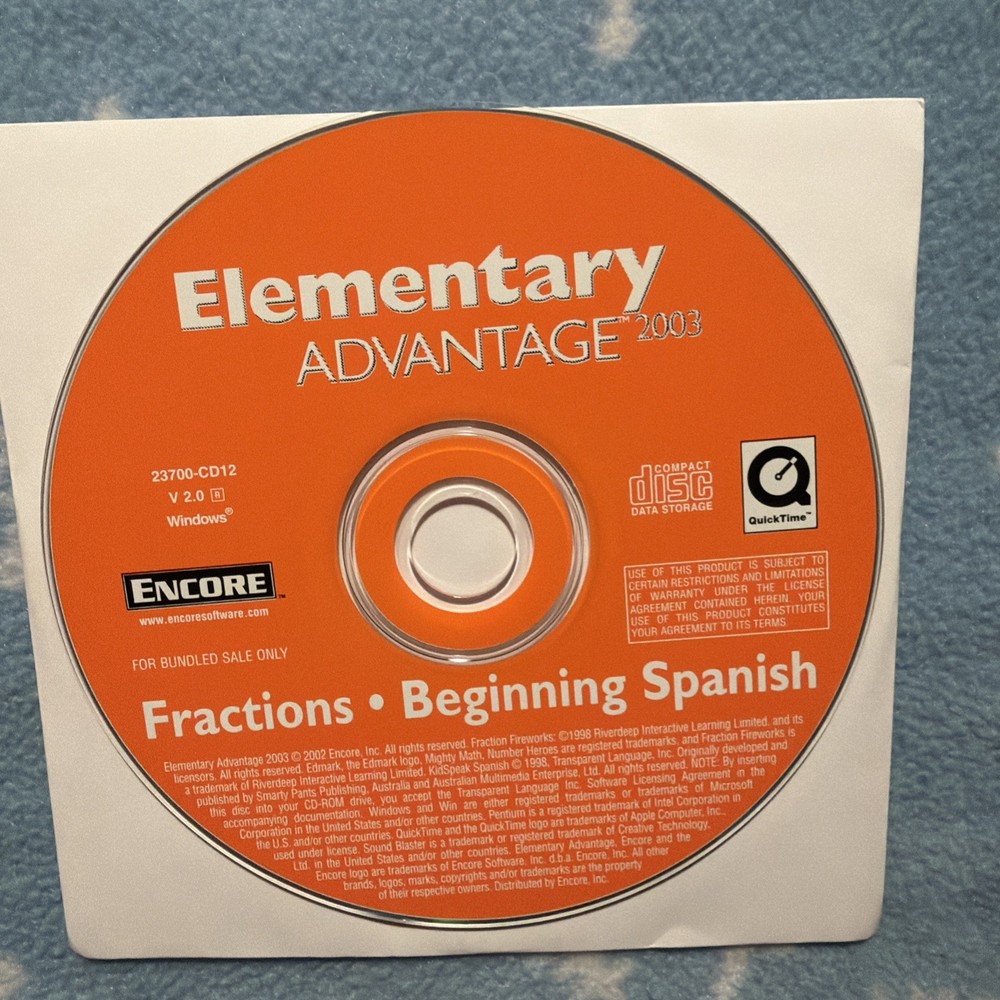 Elementary
ADVANTAGE™ 2003
23700-CD12
V 2.0 R
Windows®
COMPACT
disc
DATA STORAGE
QuickTime™
ENCORE™
www.encoresoftware.com
FOR BUNDLED SALE ONLY
USE OF THIS PRODUCT IS SUBJECT TO
CERTAIN RESTRICTIONS AND LIMITATIONS
OF WARRANTY UNDER THE LICENSE
AGREEMENT CONTAINED HEREIN. YOUR
USE OF THIS PRODUCT CONSTITUTES
YOUR AGREEMENT TO ITS TERMS.
Fractions • Beginning Spanish
Elementary Advantage 2003 © 2002 Encore, Inc. All rights reserved. Fraction Fireworks: ©1998 Riverdeep Interactive Learning Limited. and its
licensors. All rights reserved. Edmark, the Edmark logo, Mighty Math, Number Heroes are registered trademarks, and Fraction Fireworks is
a trademark of Riverdeep Interactive Learning Limited. KidSpeak Spanish © 1998, Transparent Language, Inc. Originally developed and
published by Smarty Pants Publishing, Australia and Australian Multimedia Enterprise, Ltd. All rights reserved. NOTE: By inserting
this disc into your CD-ROM drive, you accept the Transparent Language Inc. Software Licensing Agreement in the
accompanying documentation. Windows and Win are either registered trademarks or trademarks of Microsoft
Corporation in the United States and/or other countries. Pentium is a registered trademark of Intel Corporation in
the U.S. and/or other countries. QuickTime and the QuickTime logo are trademarks of Apple Computer, Inc.,
used under license. Sound Blaster is a trademark or registered trademark of Creative Technology,
Ltd. in the United States and/or other countries. Elementary Advantage, Encore and the
Encore logo are trademarks of Encore Software, Inc. d.b.a. Encore, Inc. All other
brands, logos, marks, copyrights and/or trademarks are the property
of their respective owners. Distributed by Encore, Inc.